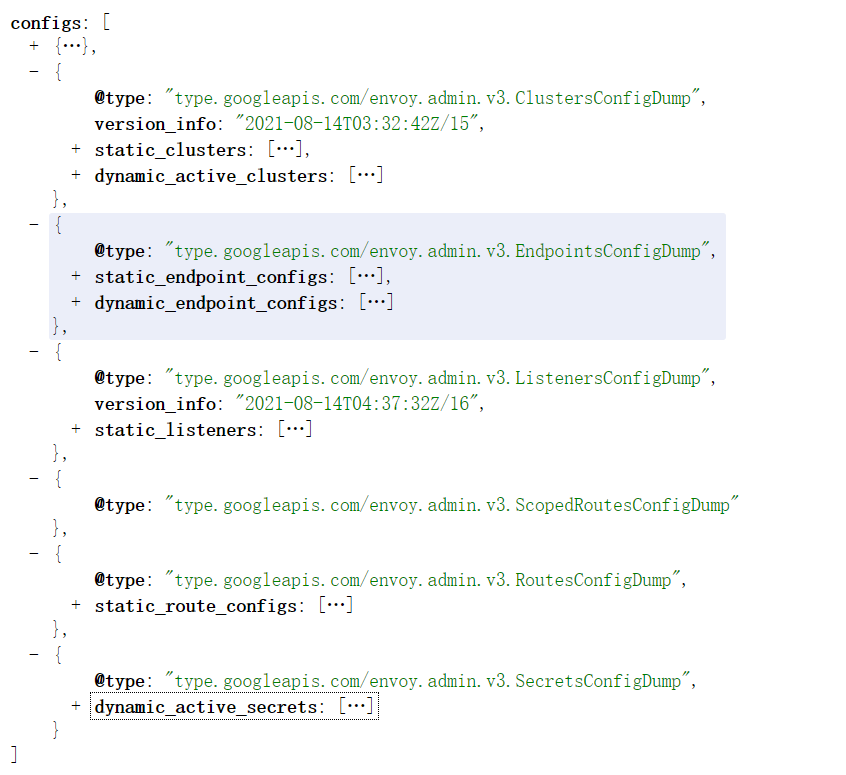 configs: [
+ {…},
- {
@type: "type.googleapis.com/envoy.admin.v3.ClustersConfigDump",
version_info: "2021-08-14T03:32:42Z/15",
+ static_clusters: […],
+ dynamic_active_clusters: […]
},
- {
@type: "type.googleapis.com/envoy.admin.v3.EndpointsConfigDump",
+ static_endpoint_configs: […],
+ dynamic_endpoint_configs: […]
},
- {
@type: "type.googleapis.com/envoy.admin.v3.ListenersConfigDump",
version_info: "2021-08-14T04:37:32Z/16",
+ static_listeners: […]
},
- {
@type: "type.googleapis.com/envoy.admin.v3.ScopedRoutesConfigDump"
},
- {
@type: "type.googleapis.com/envoy.admin.v3.RoutesConfigDump",
+ static_route_configs: […]
},
- {
@type: "type.googleapis.com/envoy.admin.v3.SecretsConfigDump",
+ dynamic_active_secrets: […]
}
]